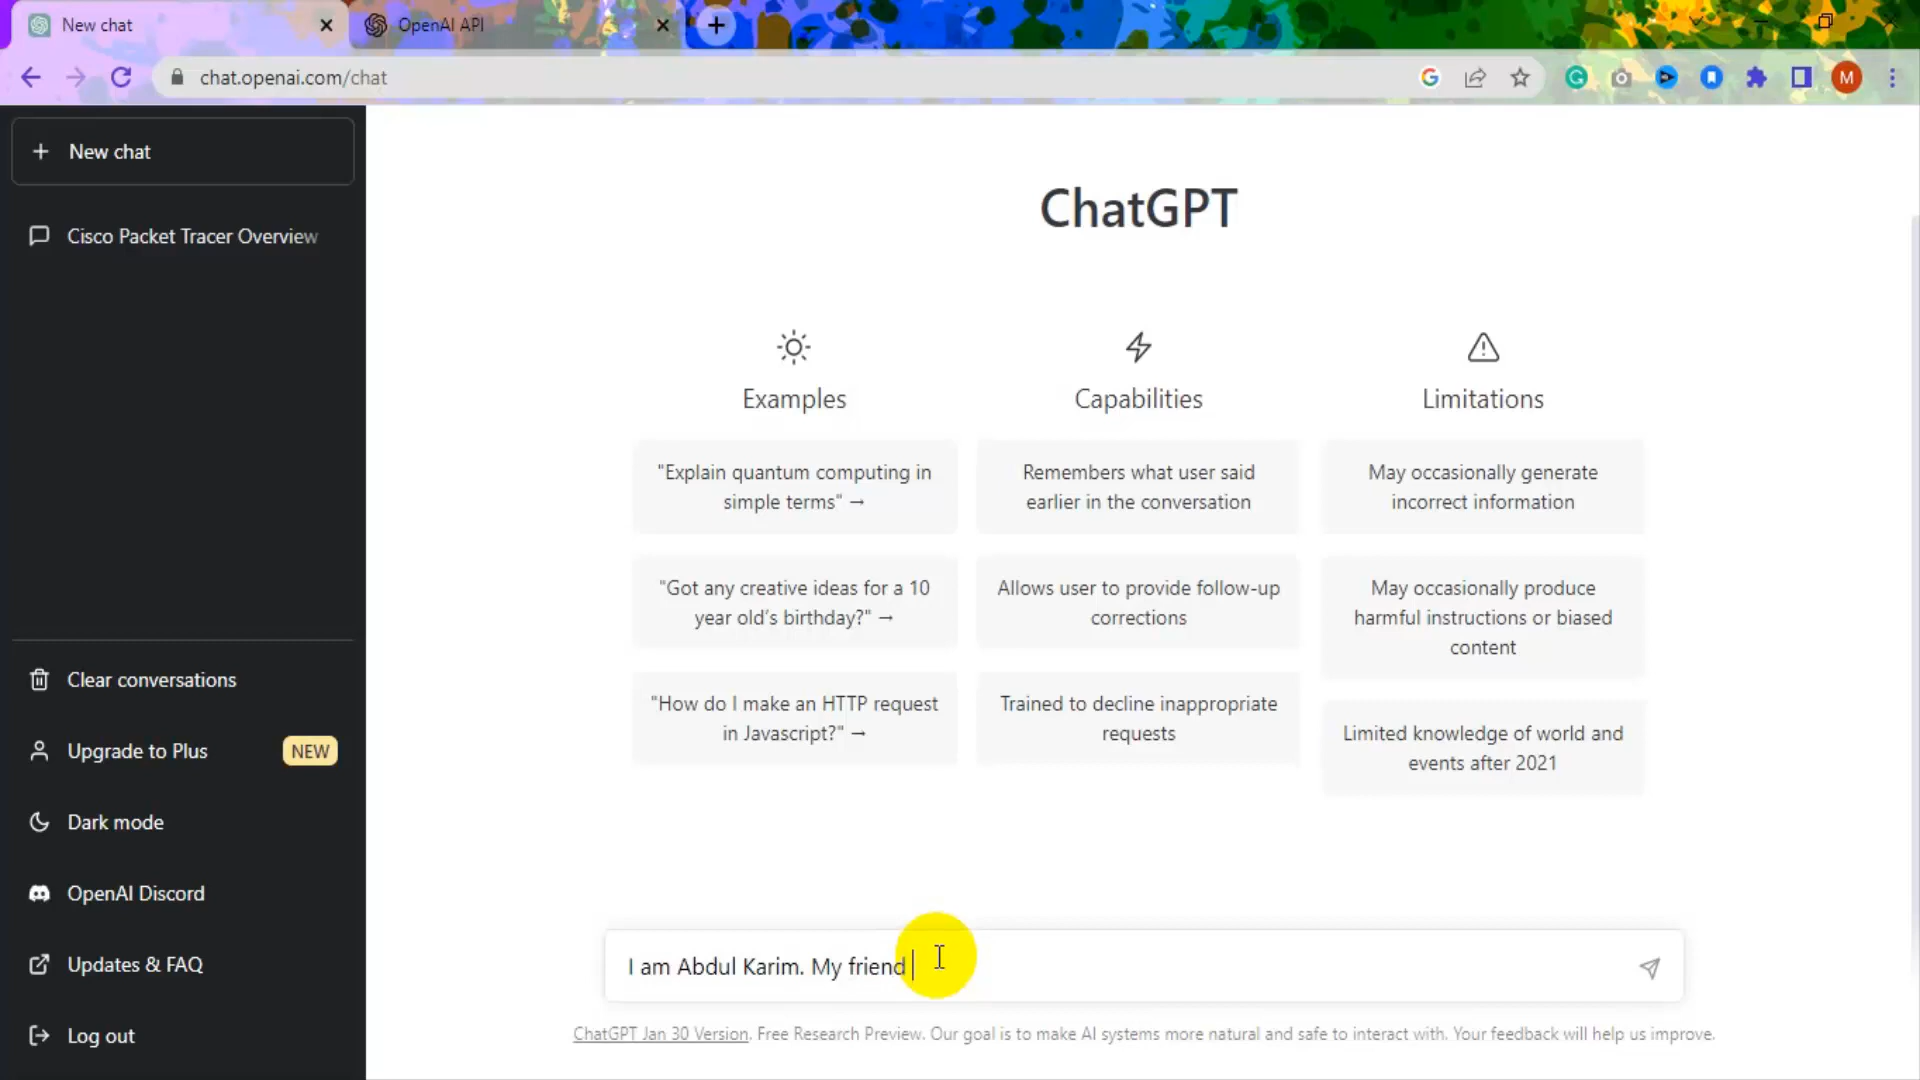 New chat
OpenAI API
chat.openai.com/chat
M
New chat
Cisco Packet Tracer Overview
Clear conversations
Upgrade to Plus NEW
Dark mode
OpenAI Discord
Updates & FAQ
Log out
ChatGPT
Examples
"Explain quantum computing in
simple terms" →
"Got any creative ideas for a 10
year old's birthday?" →
"How do I make an HTTP request
in Javascript?" →
Capabilities
Remembers what user said
earlier in the conversation
Allows user to provide follow-up
corrections
Trained to decline inappropriate
requests
Limitations
May occasionally generate
incorrect information
May occasionally produce
harmful instructions or biased
content
Limited knowledge of world and
events after 2021
I am Abdul Karim. My friend
ChatGPT Jan 30 Version. Free Research Preview. Our goal is to make AI systems more natural and safe to interact with. Your feedback will help us improve.